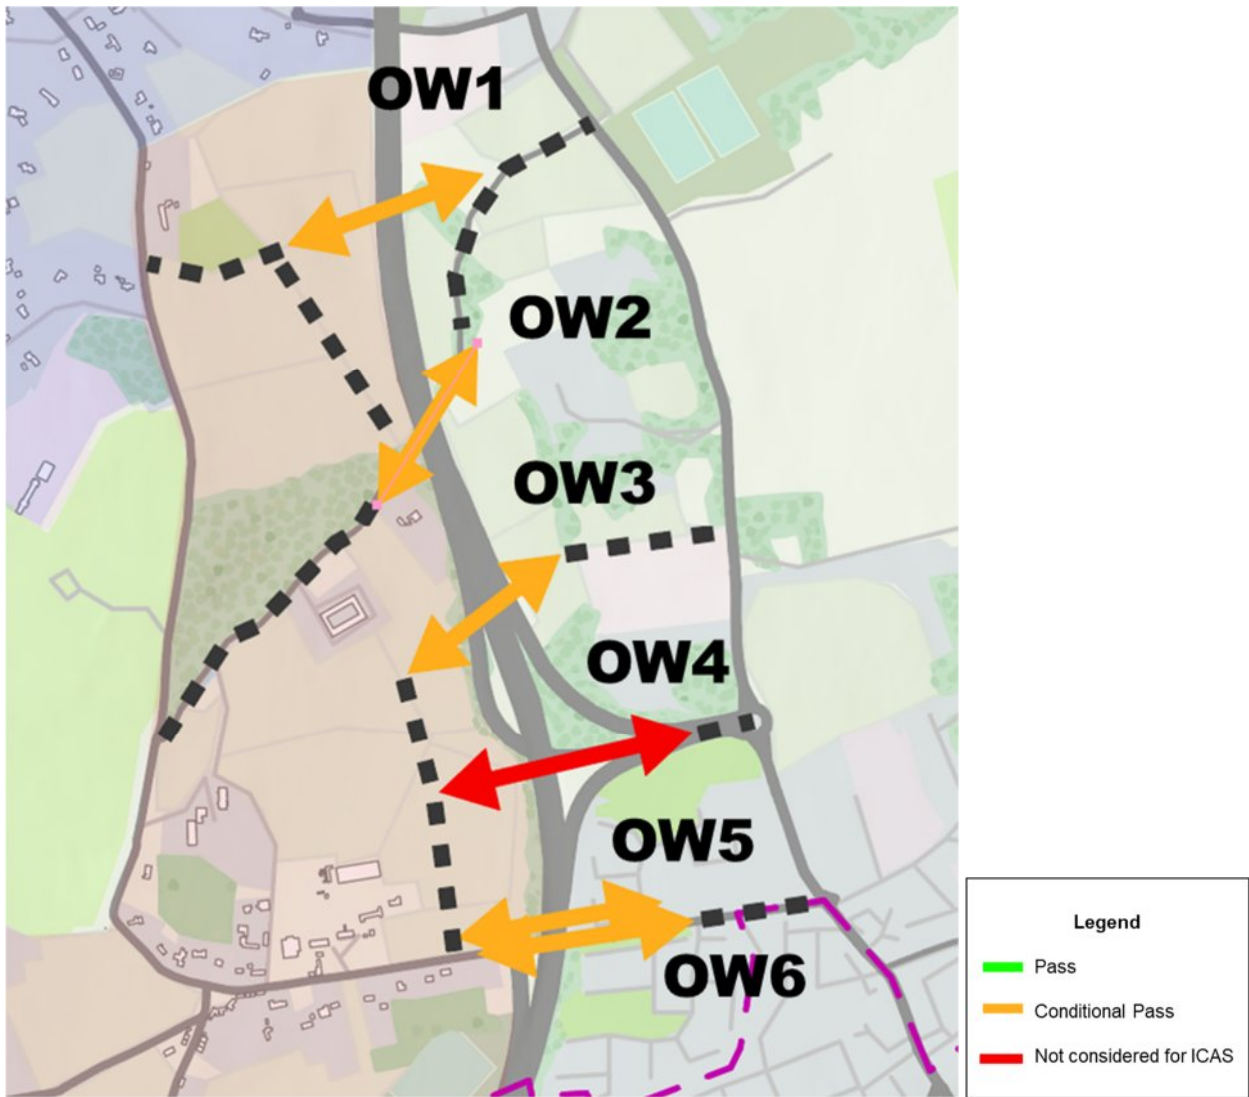 OW1
OW2
OW3
OW4
OW5
OW6
Legend
Pass
Conditional Pass
Not considered for ICAS